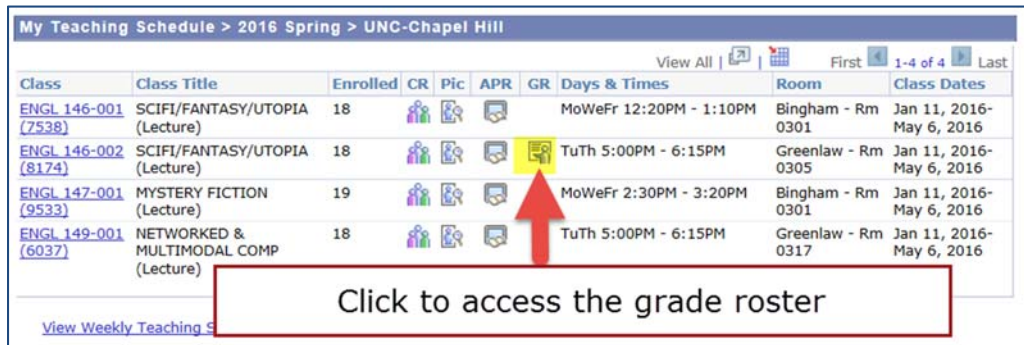 My Teaching Schedule > 2016 Spring > UNC-Chapel Hill
View All | | First 1-4 of 4 Last
Class Class Title Enrolled CR Pic APR GR Days & Times Room Class Dates
ENGL 146-001 SCIFI/FANTASY/UTOPIA 18 MoWeFr 12:20PM - 1:10PM Bingham - Rm Jan 11, 2016-
(7538) (Lecture) 0301 May 6, 2016
ENGL 146-002 SCIFI/FANTASY/UTOPIA 18 TuTh 5:00PM - 6:15PM Greenlaw - Rm Jan 11, 2016-
(8174) (Lecture) 0305 May 6, 2016
ENGL 147-001 MYSTERY FICTION 19 MoWeFr 2:30PM - 3:20PM Bingham - Rm Jan 11, 2016-
(9533) (Lecture) 0301 May 6, 2016
ENGL 149-001 NETWORKED & 18 TuTh 5:00PM - 6:15PM Greenlaw - Rm Jan 11, 2016-
(6037) MULTIMODAL COMP 0317 May 6, 2016
(Lecture)
Click to access the grade roster
View Weekly Teaching